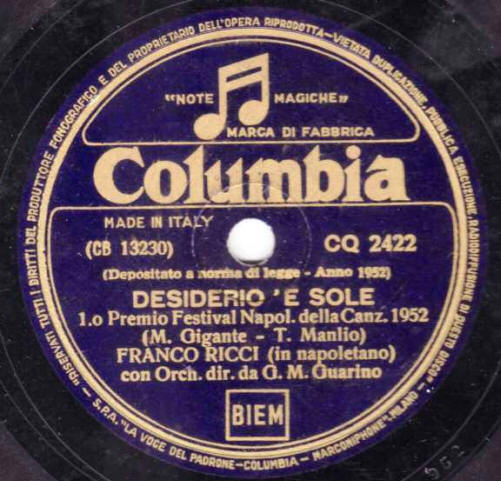 "RISERVATI TUTTI I DIRITTI DEL PRODUTTORE FONOGRAFICO E DEL PROPRIETARIO DELL'OPERA RIPRODOTTA-VIETATA DUPLICAZIONE, PUBBLICA ESECUZIONE, RADIODIFFUSIONE DI QUESTO DISCO"
"NOTE MAGICHE"
MARCA DI FABBRICA
Columbia
MADE IN ITALY
(CB 13230) CQ 2422
(Depositato a norma di legge - Anno 1952)
DESIDERIO 'E SOLE
1.o Premio Festival Napol. della Canz. 1952
(M. Gigante - T. Manlio)
FRANCO RICCI (in napoletano)
con Orch. dir. da G. M. Guarino
BIEM
S.P.A. "LA VOCE DEL PADRONE-COLUMBIA-MARCONIPHONE"-MILANO